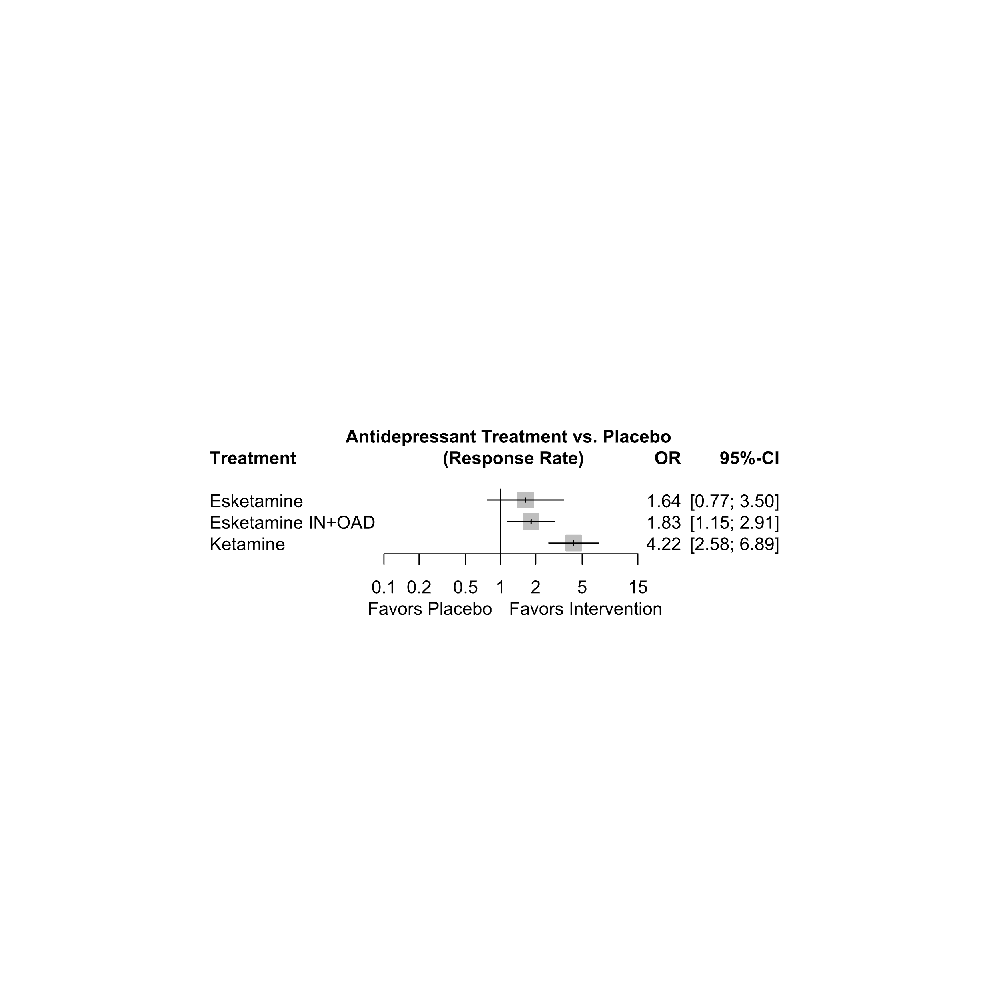 Antidepressant Treatment vs. Placebo
Treatment (Response Rate) OR 95%-CI
Esketamine 1.64 [0.77; 3.50]
Esketamine IN+OAD 1.83 [1.15; 2.91]
Ketamine 4.22 [2.58; 6.89]
0.1 0.2 0.5 1 2 5 15
Favors Placebo Favors Intervention